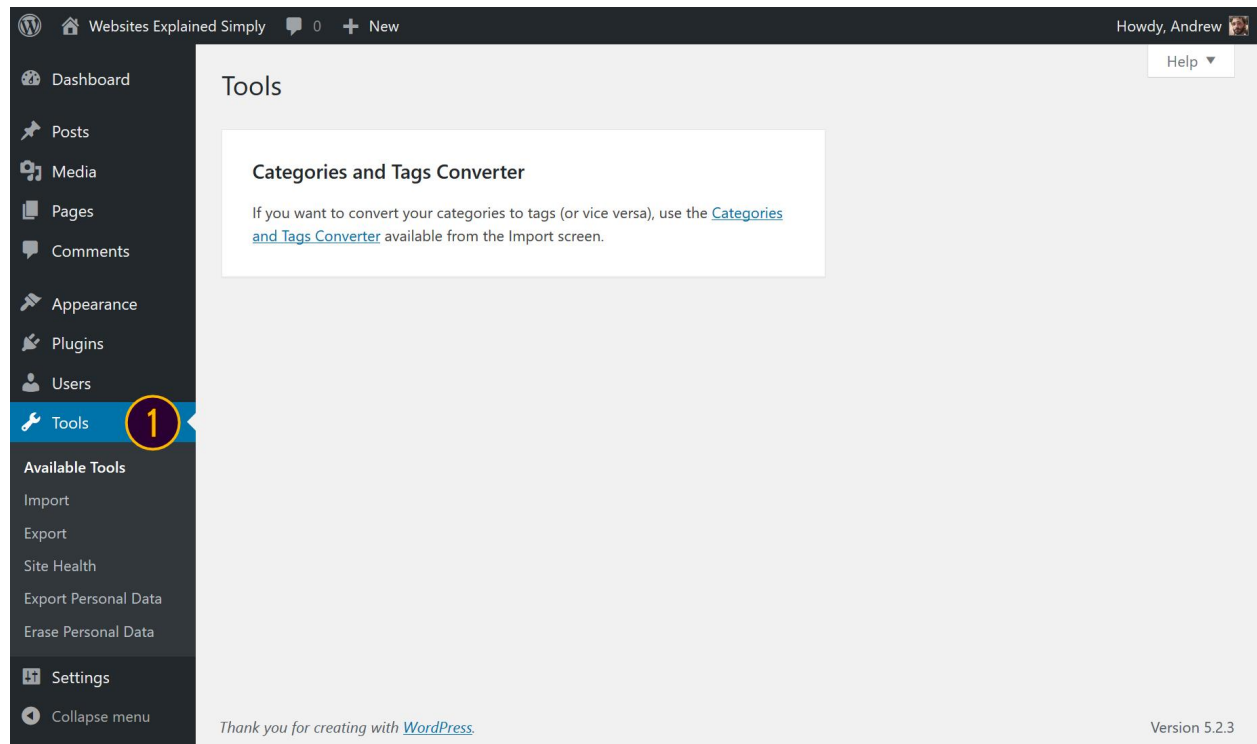 Websites Explained Simply 0 + New Howdy, Andrew
Help ▼
Dashboard
Posts
Media
Pages
Comments
Appearance
Plugins
Users
Tools 1
Available Tools
Import
Export
Site Health
Export Personal Data
Erase Personal Data
Settings
Collapse menu
Tools
Categories and Tags Converter
If you want to convert your categories to tags (or vice versa), use the Categories
and Tags Converter available from the Import screen.
Thank you for creating with WordPress.
Version 5.2.3